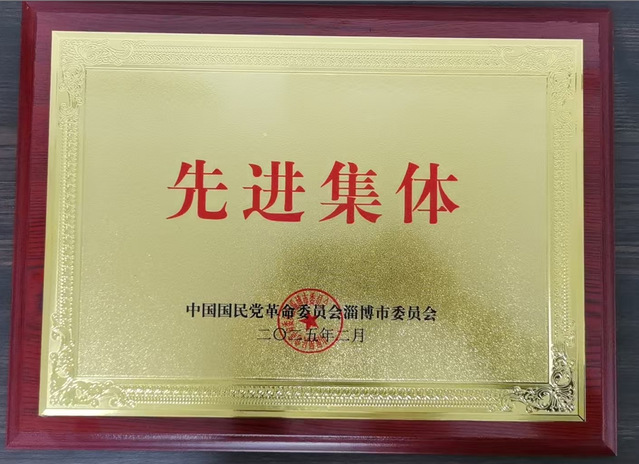 先进集体
中国国民党革命委员会淄博市委员会
二〇二五年二月